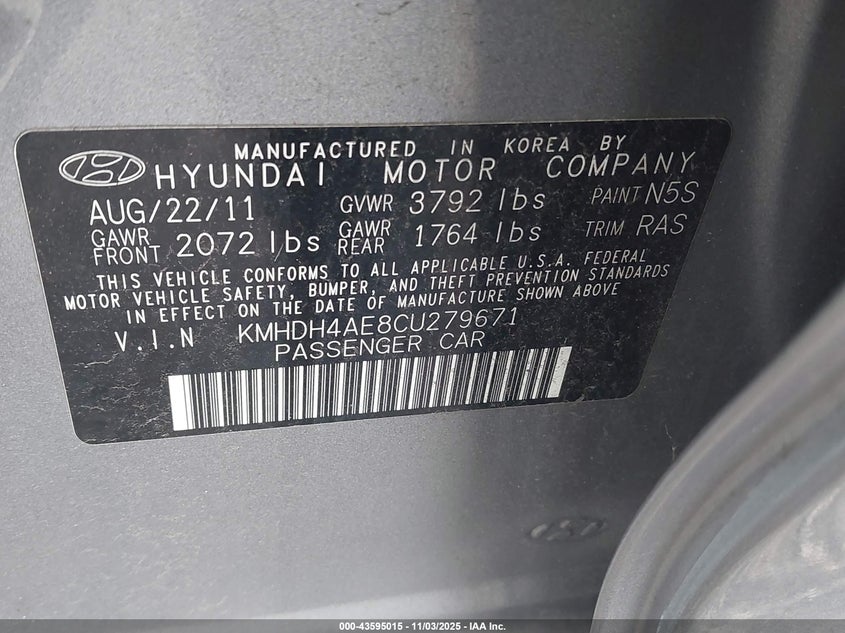 MANUFACTURED IN KOREA BY
HYUNDAI MOTOR COMPANY
AUG/22/11 GVWR 3792 lbs PAINT N5S
GAWR FRONT 2072 lbs GAWR REAR 1764 lbs TRIM RAS
THIS VEHICLE CONFORMS TO ALL APPLICABLE U.S.A. FEDERAL
MOTOR VEHICLE SAFETY, BUMPER, AND THEFT PREVENTION STANDARDS
IN EFFECT ON THE DATE OF MANUFACTURE SHOWN ABOVE
V.I.N KMHDH4AE8CU279671
PASSENGER CAR
000-43595015 - 11/03/2025 - IAA Inc.